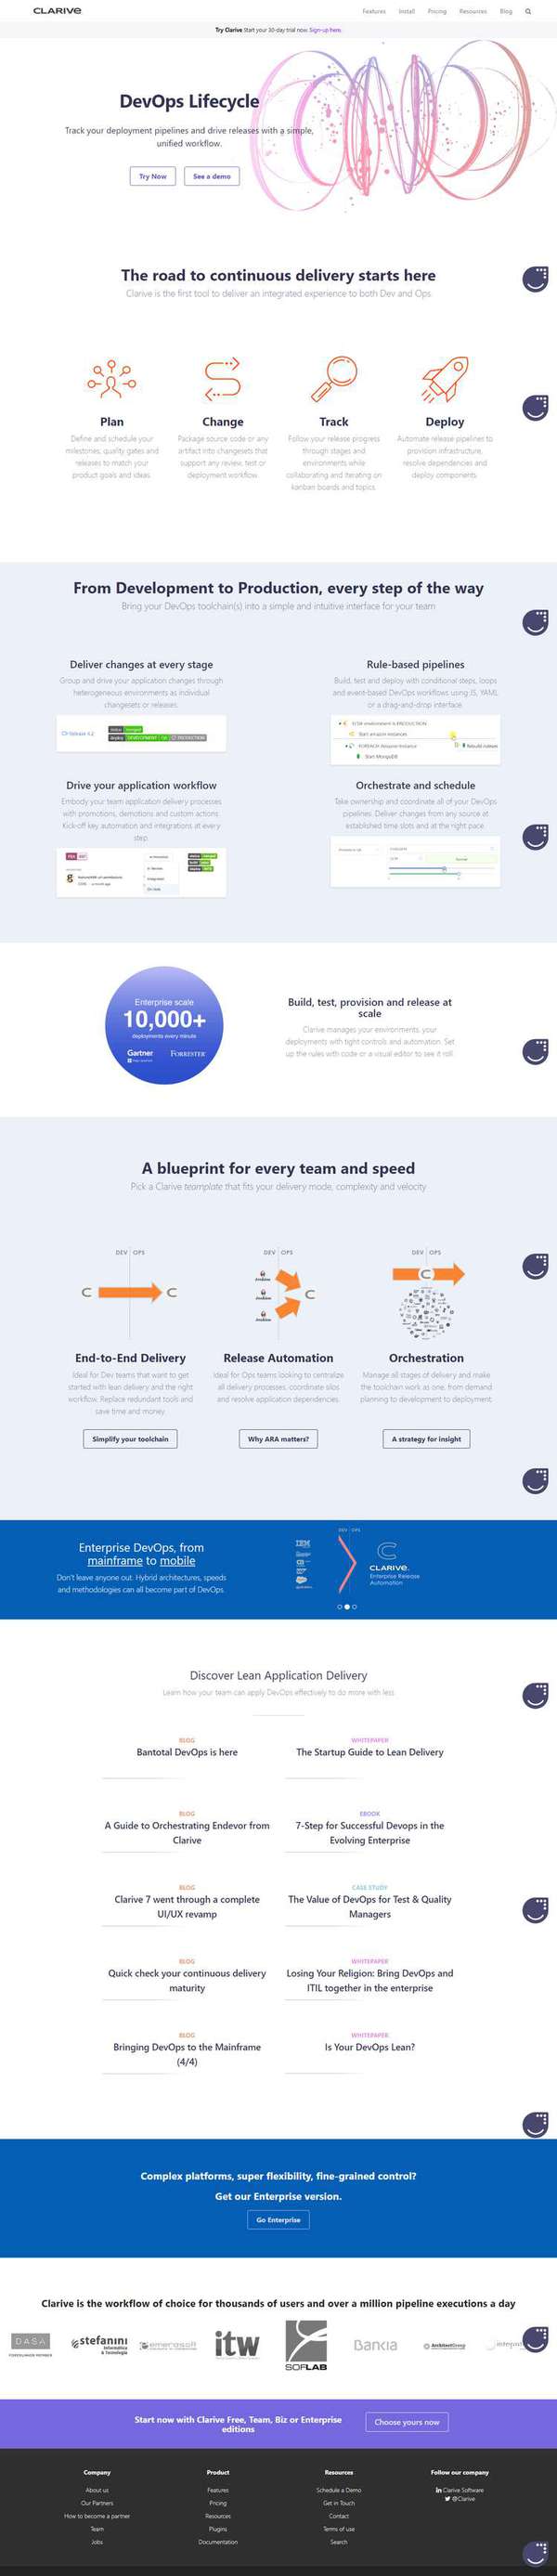 CLARIVE
Features Install Pricing Resources Blog
Try Clarive Start your 30-day trial now. Sign-up here.
DevOps Lifecycle
Track your deployment pipelines and drive releases with a simple,
unified workflow.
Try Now See a demo
The road to continuous delivery starts here
Clarive is the first tool to deliver an integrated experience to both Dev and Ops
Plan
Define and schedule your
milestones, quality gates and
releases to match your
product goals and ideas.
Change
Package source code or any
artifact into changesets that
support any review, test or
deployment workflow.
Track
Follow your release progress
through stages and
environments while
collaborating and iterating on
kanban boards and topics.
Deploy
Automate release pipeliner to
provision infrastructure,
resolve dependencies and
deploy components.
From Development to Production, every step of the way
Bring your DevOps toolchain(s) into a simple and intuitive interface for your team
Deliver changes at every stage
Group and drive your application changes through
heterogeneous environments as individual
changesets or releases.
Rule-based pipelines
Build, test and deploy with conditional steps, loops
and event-based DevOps workflows using JS, YAML
or a drag-and-drop interface.
Start amazon instances
Start MongoDB
Drive your application workflow
Embody your team application delivery processes
with promotions, demotions and custom actions.
Kick-off key automation and integrations at every
step.
Orchestrate and schedule
Take ownership and coordinate all of your DevOps
pipelines. Deliver changes from any source at
established time slots and at the right pace.
Enterprise scale
10,000+
deployments every minute
Gartner FORRESTER
Build, test, provision and release at
scale
Clarive manages your environments, your
deployments with tight controls and automation. Set
up the rules with code or a visual editor to see it roll.
A blueprint for every team and speed
Pick a Clarive teamplate that fits your delivery mode, complexity and velocity
DEV OPS
C C
End-to-End Delivery
Ideal for Dev teams that want to get
started with lean delivery and the right
workflow. Replace redundant tools and
save time and money.
Simplify your toolchain
DEV OPS
Jenkins
Jenkins
Jenkins
C
Release Automation
Ideal for Ops teams looking to centralize
all delivery processes, coordinate silos
and resolve application dependencies.
Why ARA matters?
DEV OPS
C
Orchestration
Manage all stages of delivery and make
the toolchain work as one, from demand
planning to development to deployment.
A strategy for insight
Enterprise DevOps, from
mainframe to mobile
Don't leave anyone out. Hybrid architectures, speeds
and methodologies can all become part of DevOps.
DEV OPS
IBM
CLARIVE.
Enterprise Release
Automation
Discover Lean Application Delivery
Learn how your team can apply DevOps effectively to do more with less.
BLOG
Bantotal DevOps is here
WHITEPAPER
The Startup Guide to Lean Delivery
BLOG
A Guide to Orchestrating Endevor from
Clarive
EBOOK
7-Step for Successful Devops in the
Evolving Enterprise
BLOG
Clarive 7 went through a complete
UI/UX revamp
CASE STUDY
The Value of DevOps for Test & Quality
Managers
BLOG
Quick check your continuous delivery
maturity
WHITEPAPER
Losing Your Religion: Bring DevOps and
ITIL together in the enterprise
BLOG
Bringing DevOps to the Mainframe
(4/4)
WHITEPAPER
Is Your DevOps Lean?
Complex platforms, super flexibility, fine-grained control?
Get our Enterprise version.
Go Enterprise
Clarive is the workflow of choice for thousands of users and over a million pipeline executions a day
DASA
stefanini
Informática
& Tecnología
emerasoft
itw
SOFLAB
Bankia
ArchitectGroup
Start now with Clarive Free, Team, Biz or Enterprise
editions
Choose yours now
Company
About us
Our Partners
How to become a partner
Team
Jobs
Product
Features
Pricing
Resources
Plugins
Documentation
Resources
Schedule a Demo
Get in Touch
Contact
Terms of use
Search
Follow our company
Clarive Software
@Clarive